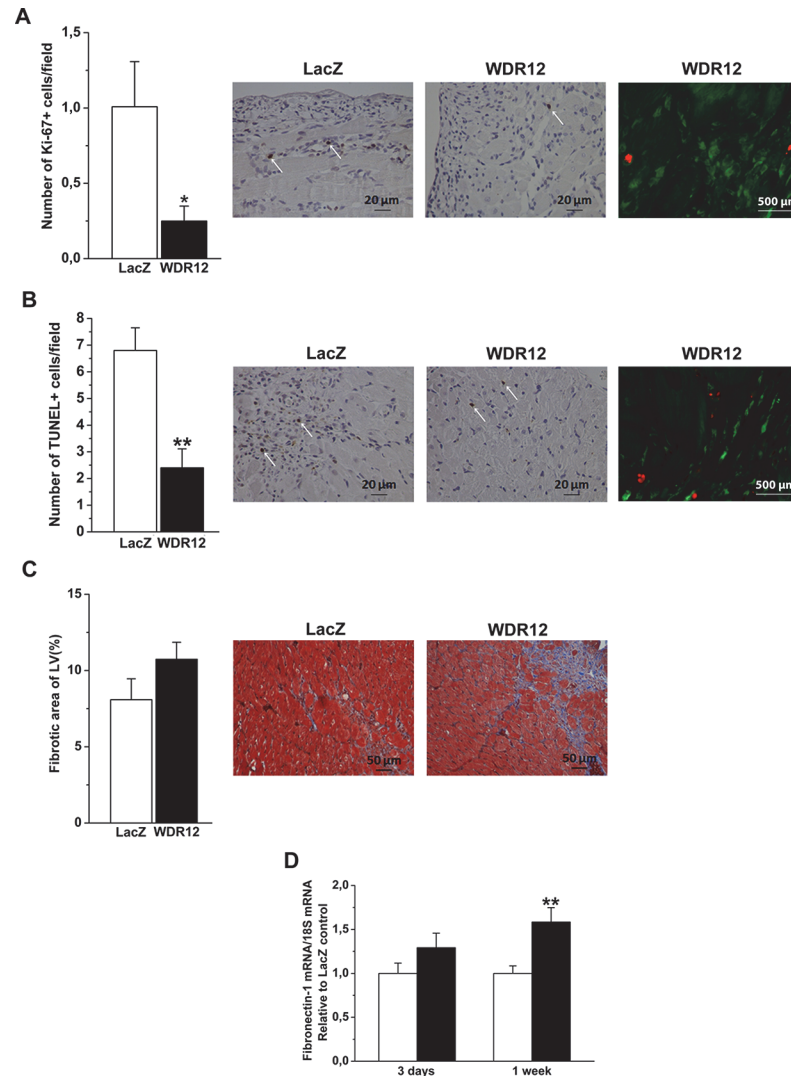 A
Number of Ki-67+ cells/field
1,5
1,0
0,5
0,0
*
LacZ WDR12
LacZ
20 µm
WDR12
20 µm
WDR12
500 µm
B
Number of TUNEL+ cells/field
8
7
6
5
4
3
2
1
0
**
LacZ WDR12
LacZ
20 µm
WDR12
20 µm
WDR12
500 µm
C
Fibrotic area of LV(%)
15
10
5
0
LacZ WDR12
LacZ
50 µm
WDR12
50 µm
D
Fibronectin-1 mRNA/18S mRNA
Relative to LacZ control
2,0
1,5
1,0
0,5
0,0
**
3 days 1 week